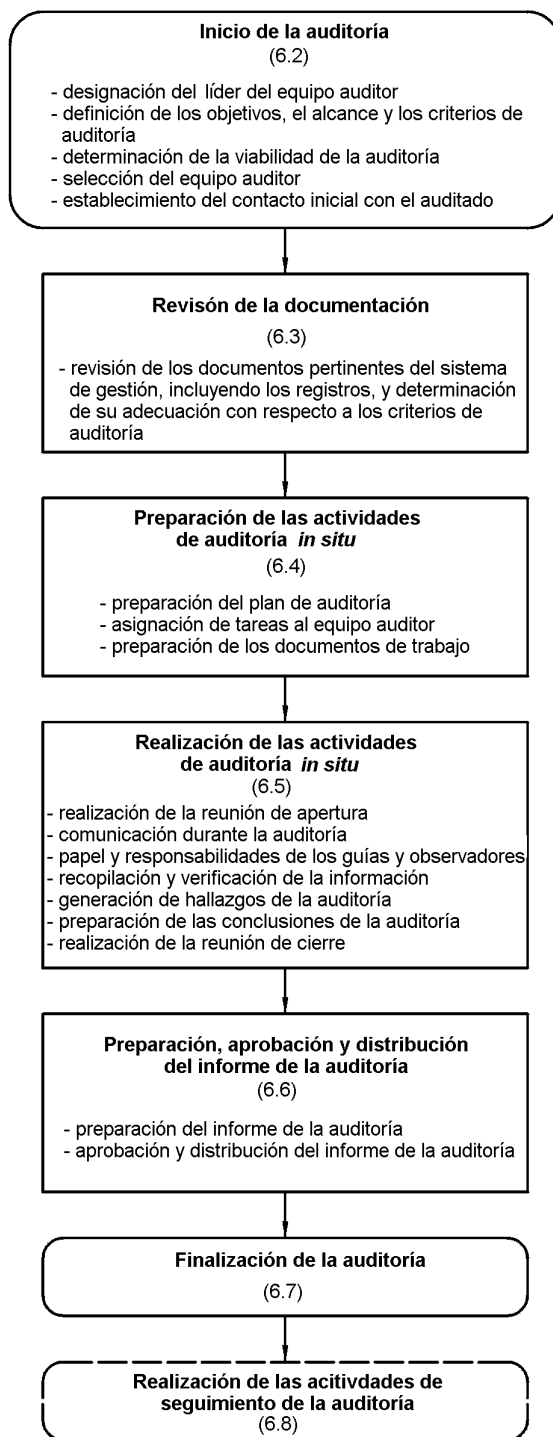 Inicio de la auditoría
(6.2)
- designación del líder del equipo auditor
- definición de los objetivos, el alcance y los criterios de
auditoría
- determinación de la viabilidad de la auditoría
- selección del equipo auditor
- establecimiento del contacto inicial con el auditado
Revisón de la documentación
(6.3)
- revisión de los documentos pertinentes del sistema
de gestión, incluyendo los registros, y determinación
de su adecuación con respecto a los criterios de
auditoría
Preparación de las actividades
de auditoría in situ
(6.4)
- preparación del plan de auditoría
- asignación de tareas al equipo auditor
- preparación de los documentos de trabajo
Realización de las actividades
de auditoría in situ
(6.5)
- realización de la reunión de apertura
- comunicación durante la auditoría
- papel y responsabilidades de los guías y observadores
- recopilación y verificación de la información
- generación de hallazgos de la auditoría
- preparación de las conclusiones de la auditoría
- realización de la reunión de cierre
Preparación, aprobación y distribución
del informe de la auditoría
(6.6)
- preparación del informe de la auditoría
- aprobación y distribución del informe de la auditoría
Finalización de la auditoría
(6.7)
Realización de las acitivdades de
seguimiento de la auditoría
(6.8)